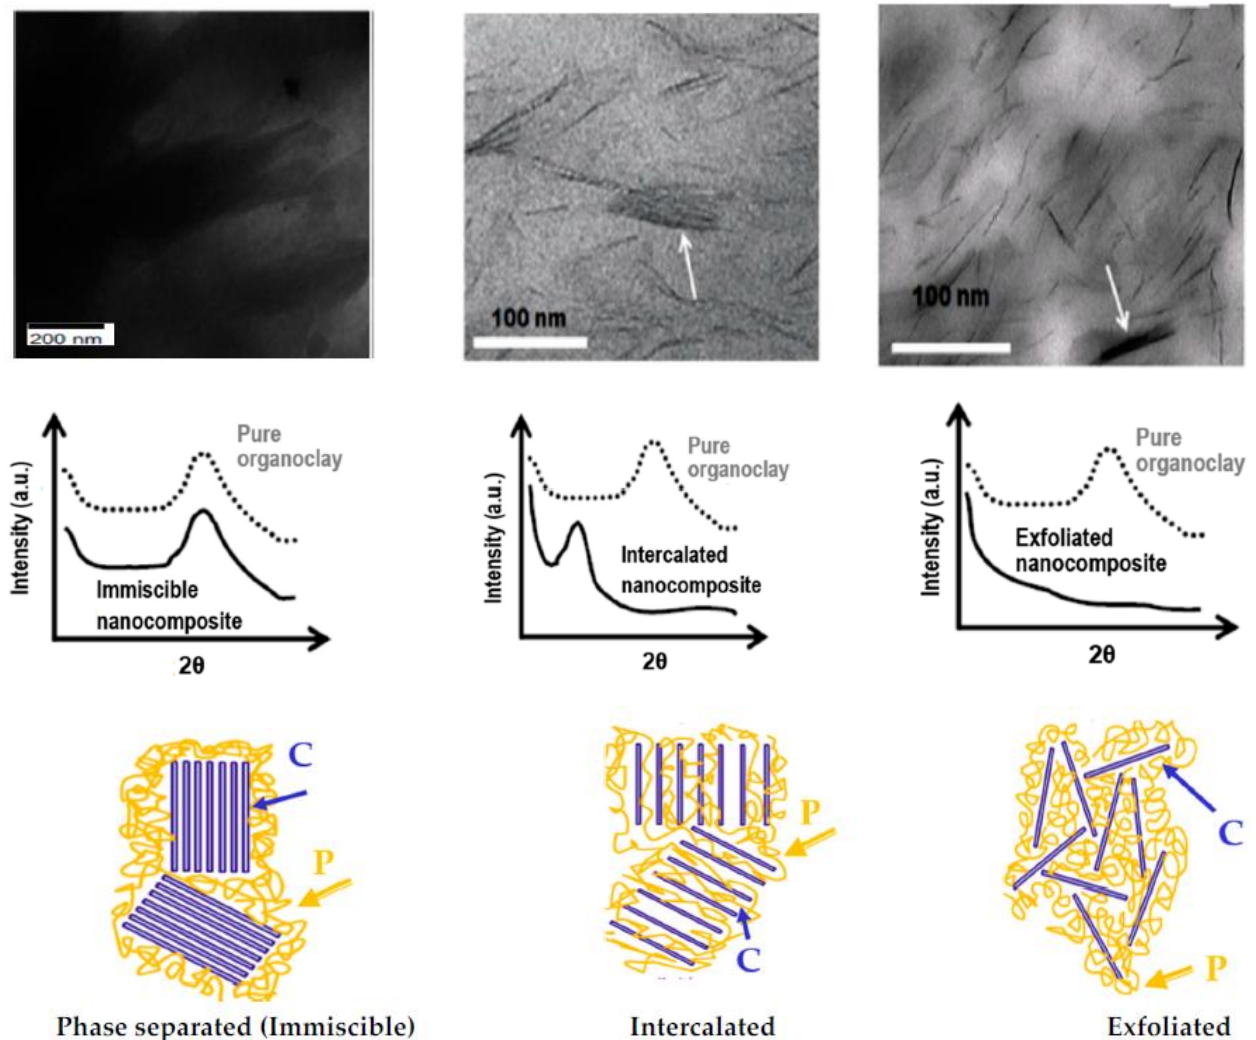 200 nm
100 nm
100 nm
Intensity (a.u.)
Pure
organoclay
Immiscible
nanocomposite
2θ
Intensity (a.u.)
Pure
organoclay
Intercalated
nanocomposite
2θ
Intensity (a.u.)
Pure
organoclay
Exfoliated
nanocomposite
2θ
C
P
P
C
C
P
Phase separated (Immiscible)
Intercalated
Exfoliated